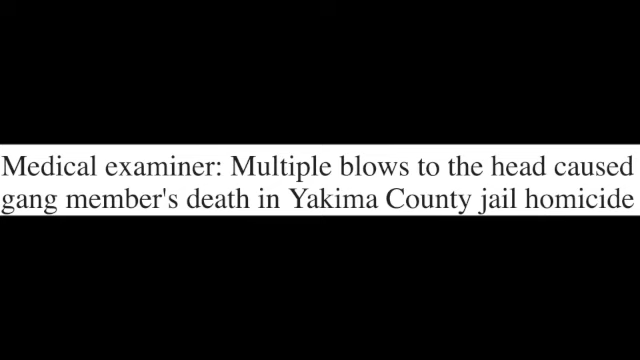 Medical examiner: Multiple blows to the head caused
gang member's death in Yakima County jail homicide